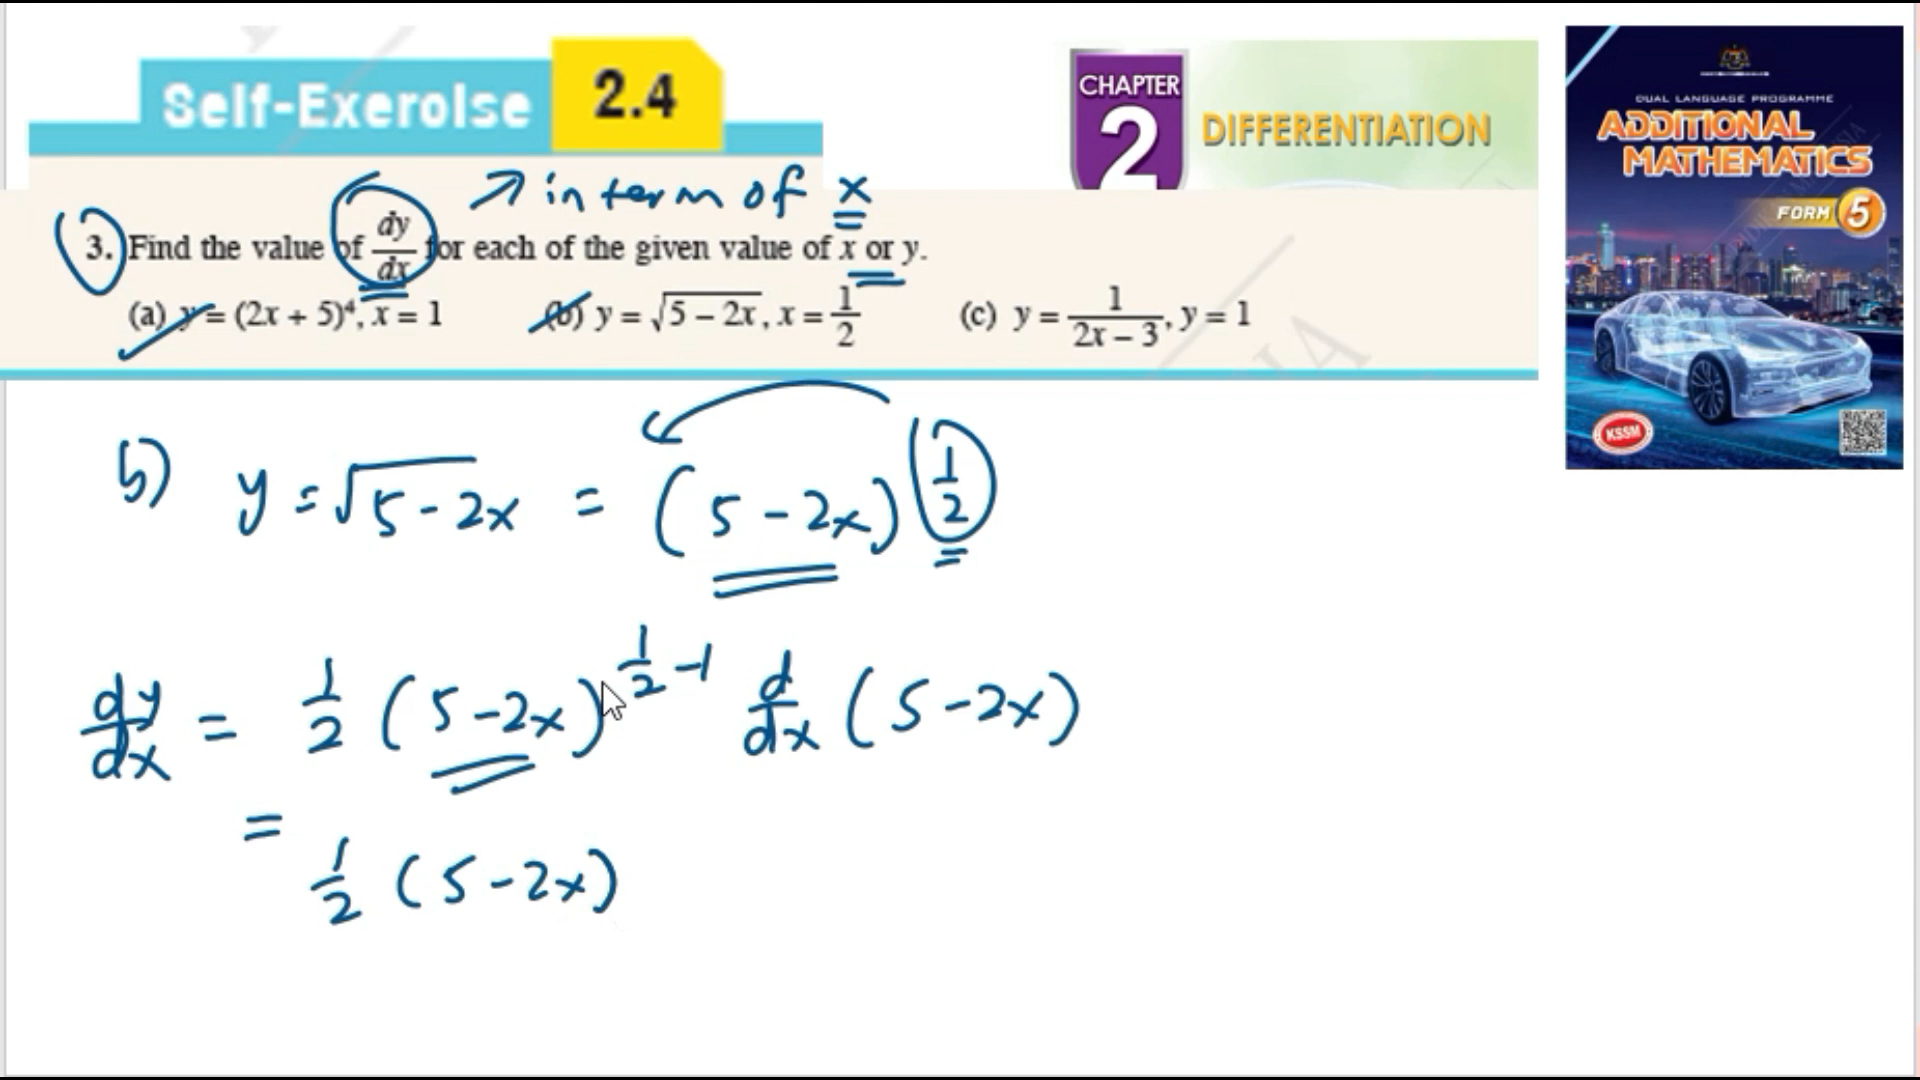 Self-Exercise 2.4
CHAPTER 2 DIFFERENTIATION
DUAL LANGUAGE PROGRAMME
ADDITIONAL
MATHEMATICS
FORM 5
KSSM
→ in term of x
3. Find the value of dy/dx for each of the given value of x or y.
(a) y = (2x + 5)⁴, x = 1 (b) y = √(5 – 2x), x = 1/2 (c) y = 1/(2x – 3), y = 1
b) y = √(5 - 2x) = (5 - 2x)^(1/2)
dy/dx = 1/2 (5 - 2x)^(1/2 - 1) d/dx (5 - 2x)
=
1/2 (5 - 2x)